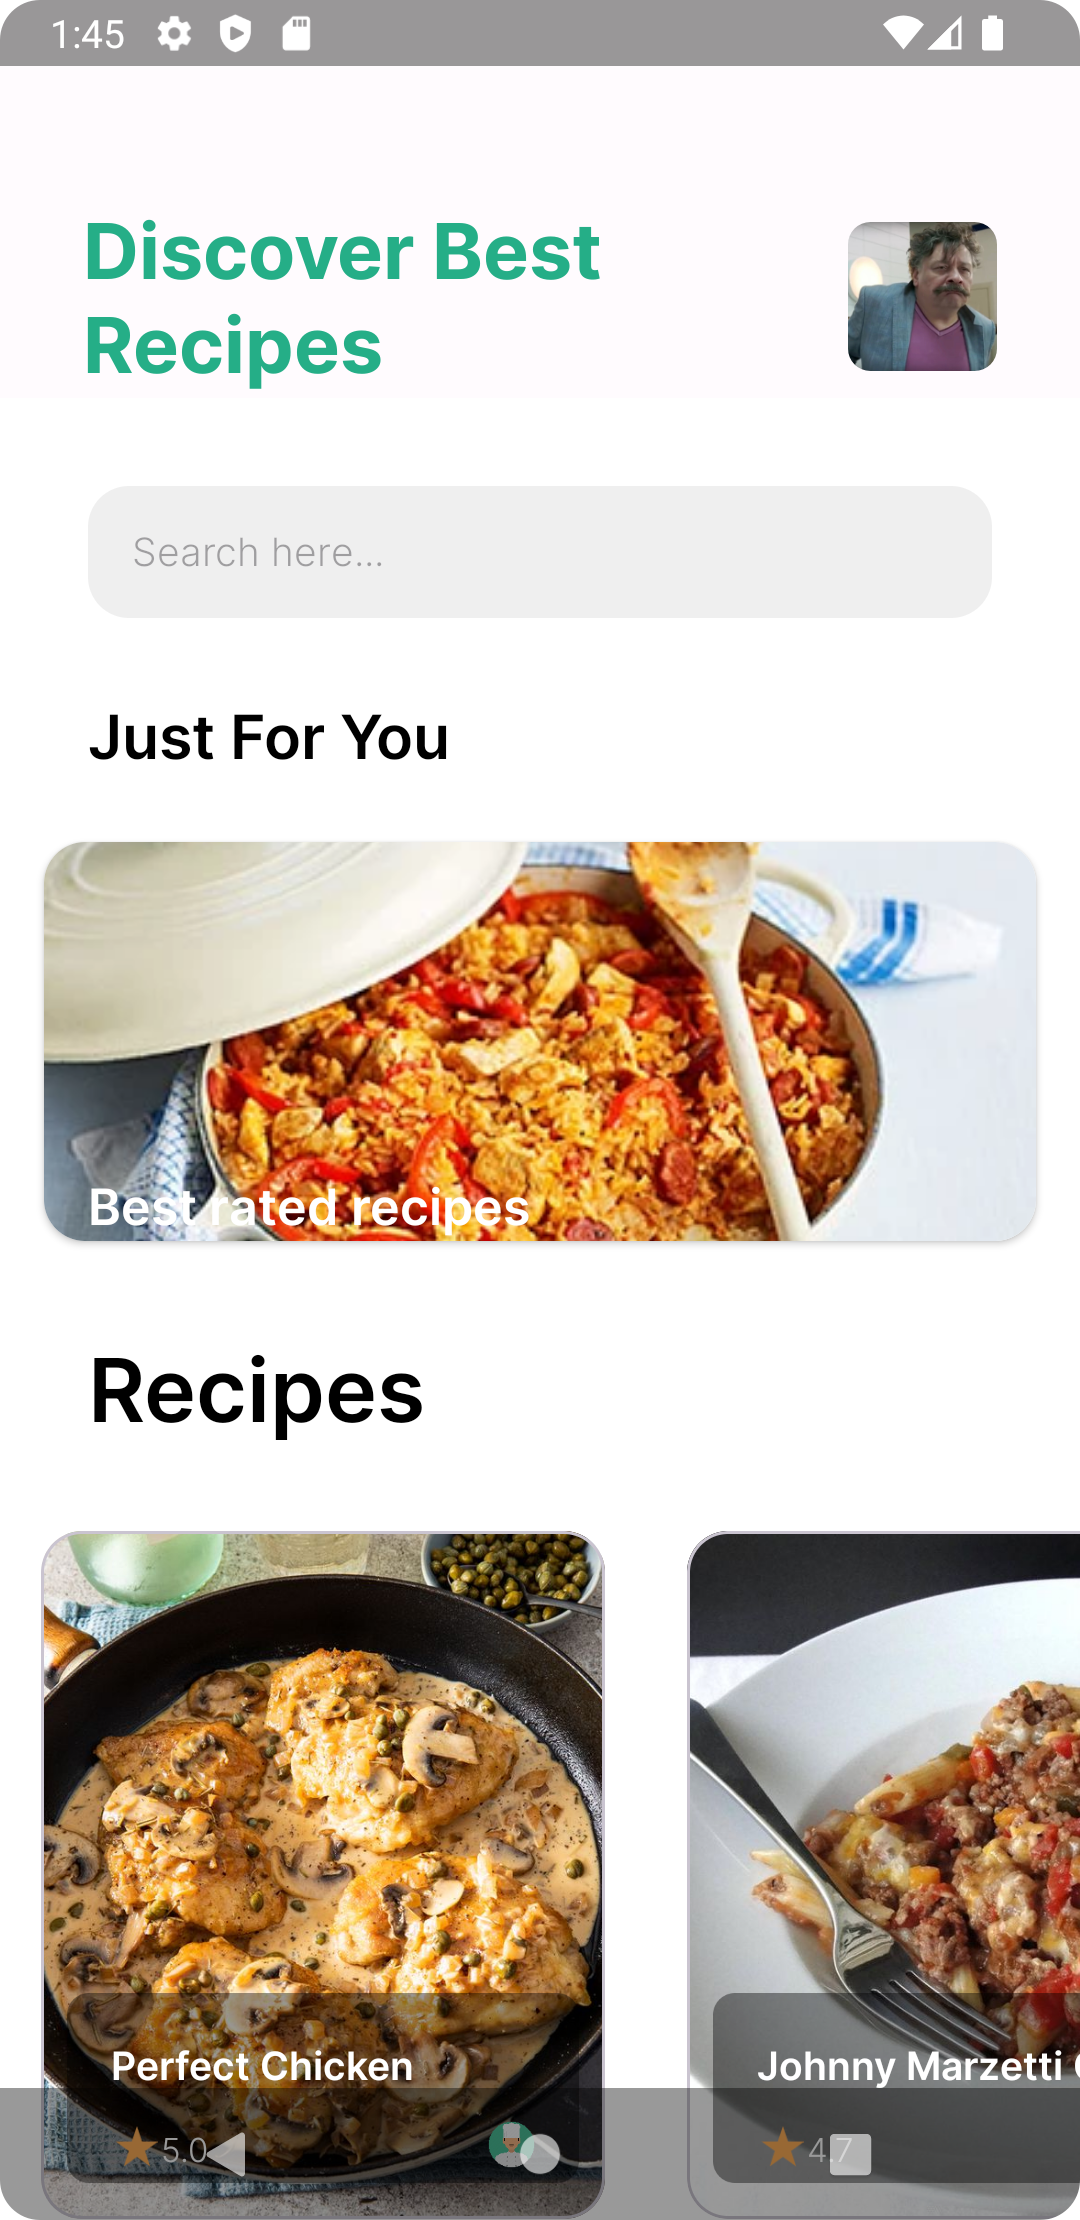 1:45
Discover Best
Recipes
Search here...
Just For You
Best rated recipes
Recipes
Perfect Chicken
Johnny Marzetti
5.0
4.7